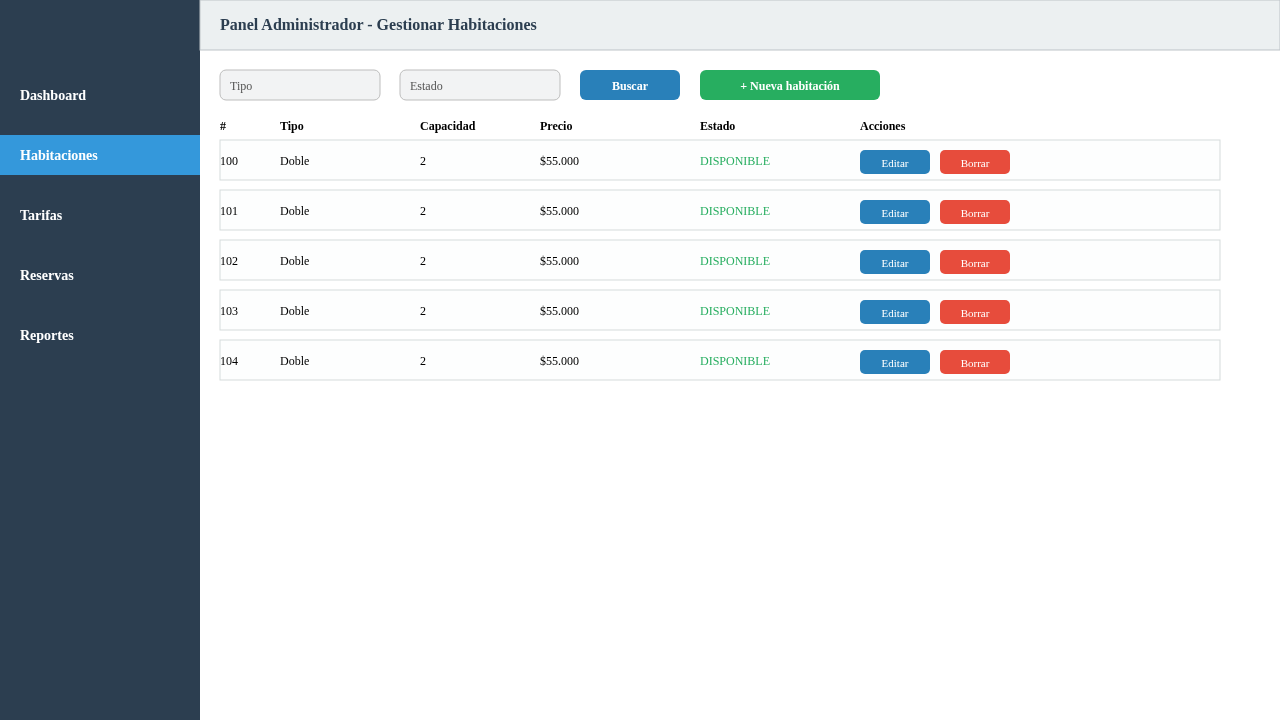 Panel Administrador - Gestionar Habitaciones
Dashboard
Habitaciones
Tarifas
Reservas
Reportes
Tipo Estado Buscar + Nueva habitación
# Tipo Capacidad Precio Estado Acciones
100 Doble 2 $55.000 DISPONIBLE Editar Borrar
101 Doble 2 $55.000 DISPONIBLE Editar Borrar
102 Doble 2 $55.000 DISPONIBLE Editar Borrar
103 Doble 2 $55.000 DISPONIBLE Editar Borrar
104 Doble 2 $55.000 DISPONIBLE Editar Borrar